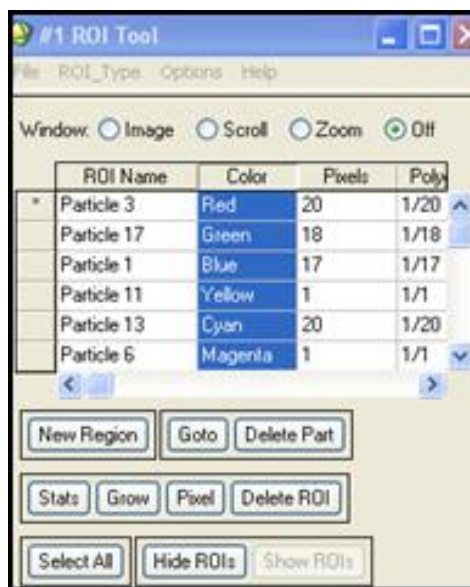 #1 ROI Tool
File ROI_Type Options Help
Window: Image Scroll Zoom Off
ROI Name Color Pixels Poly
* Particle 3 Red 20 1/20
Particle 17 Green 18 1/18
Particle 1 Blue 17 1/17
Particle 11 Yellow 1 1/1
Particle 13 Cyan 20 1/20
Particle 6 Magenta 1 1/1
New Region Goto Delete Part
Stats Grow Pixel Delete ROI
Select All Hide ROIs Show ROIs